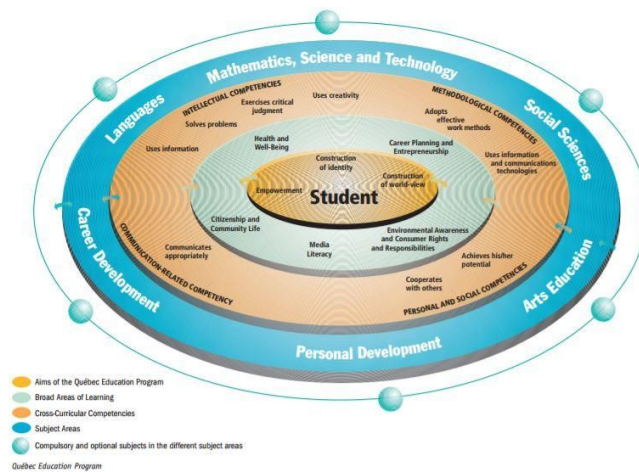 Mathematics, Science and Technology
Languages
Social Sciences
INTELLECTUAL COMPETENCIES
METHODOLOGICAL COMPETENCIES
Uses creativity
Exercises critical
judgment
Adopts
effective
work methods
Solves problems
Uses information
Uses information
and communications
technologies
Health and
Well-Being
Career Planning and
Entrepreneurship
Construction
of identity
Empowerment
Construction
of world-view
Student
Citizenship and
Community Life
Media
Literacy
Environmental Awareness
and Consumer Rights
and Responsibilities
Communicates
appropriately
Achieves his/her
potential
Cooperates
with others
COMMUNICATION-RELATED COMPETENCY
PERSONAL AND SOCIAL COMPETENCIES
Career Development
Arts Education
Personal Development
Aims of the Québec Education Program
Broad Areas of Learning
Cross-Curricular Competencies
Subject Areas
Compulsory and optional subjects in the different subject areas
Québec Education Program